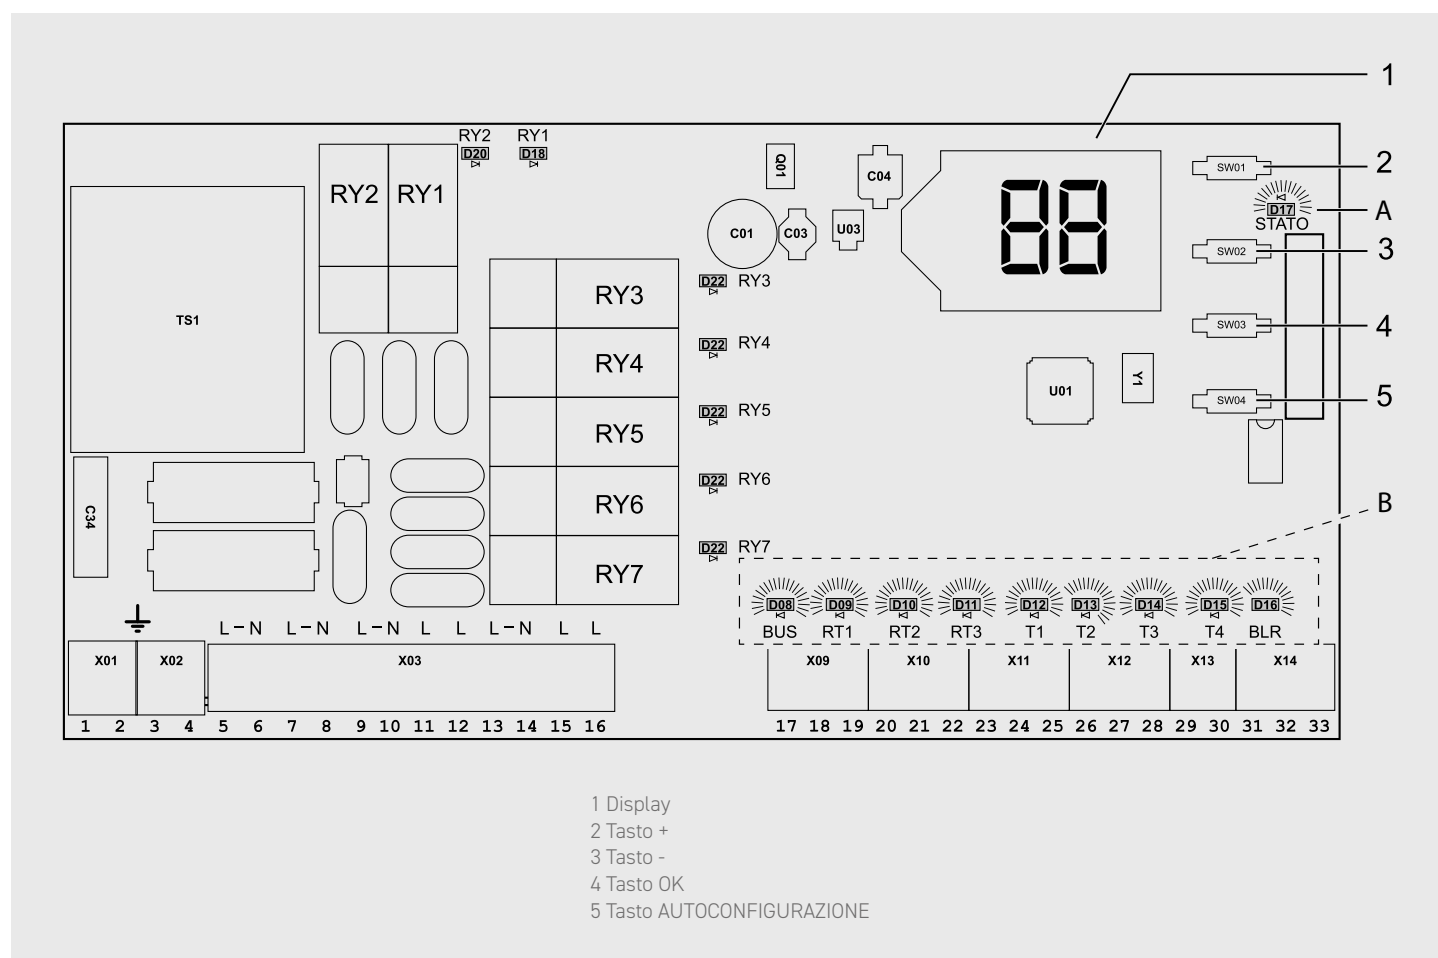 1
RY2 RY1
D20 D18
SW01 2
Q01
C04
RY2 RY1
88
D17 A
STATO
C01 C03 U03
SW02 3
D22 RY3
RY3
TS1
SW03 4
D22 RY4
RY4
Y1
U01
SW04 5
D22 RY5
RY5
D22 RY6
RY6
B
C34
D22 RY7
RY7
D08 D09 D10 D11 D12 D13 D14 D15 D16
L – N L – N L – N L L L – N L L
BUS RT1 RT2 RT3 T1 T2 T3 T4 BLR
X01 X02 X03 X09 X10 X11 X12 X13 X14
1 2 3 4 5 6 7 8 9 10 11 12 13 14 15 16 17 18 19 20 21 22 23 24 25 26 27 28 29 30 31 32 33
1 Display
2 Tasto +
3 Tasto -
4 Tasto OK
5 Tasto AUTOCONFIGURAZIONE